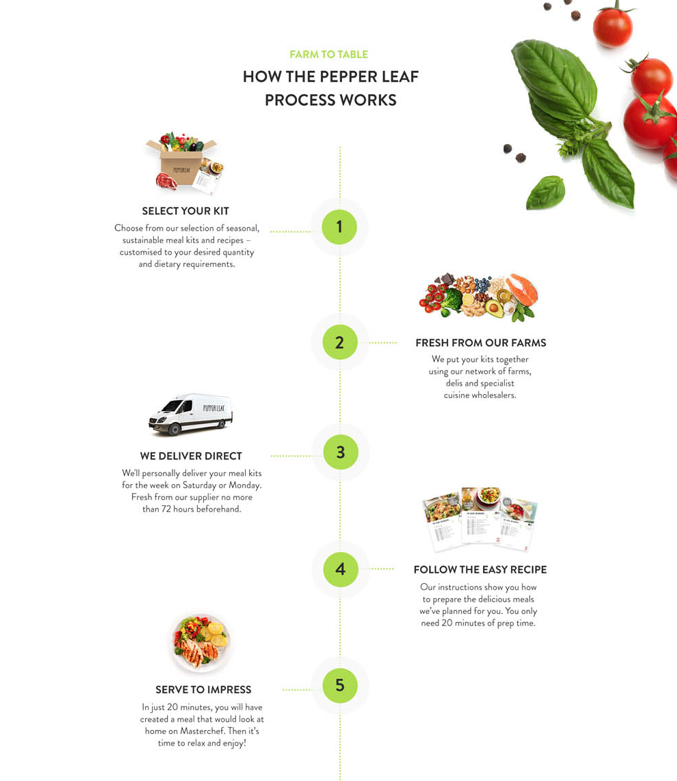 FARM TO TABLE
HOW THE PEPPER LEAF
PROCESS WORKS
PEPPERLEAF
SELECT YOUR KIT
Choose from our selection of seasonal,
sustainable meal kits and recipes –
customised to your desired quantity
and dietary requirements.
1
2
FRESH FROM OUR FARMS
We put your kits together
using our network of farms,
delis and specialist
cuisine wholesalers.
PEPPER LEAF
WE DELIVER DIRECT
We'll personally deliver your meal kits
for the week on Saturday or Monday.
Fresh from our supplier no more
than 72 hours beforehand.
3
4
FOLLOW THE EASY RECIPE
Our instructions show you how
to prepare the delicious meals
we've planned for you. You only
need 20 minutes of prep time.
SERVE TO IMPRESS
In just 20 minutes, you will have
created a meal that would look at
home on Masterchef. Then it's
time to relax and enjoy!
5